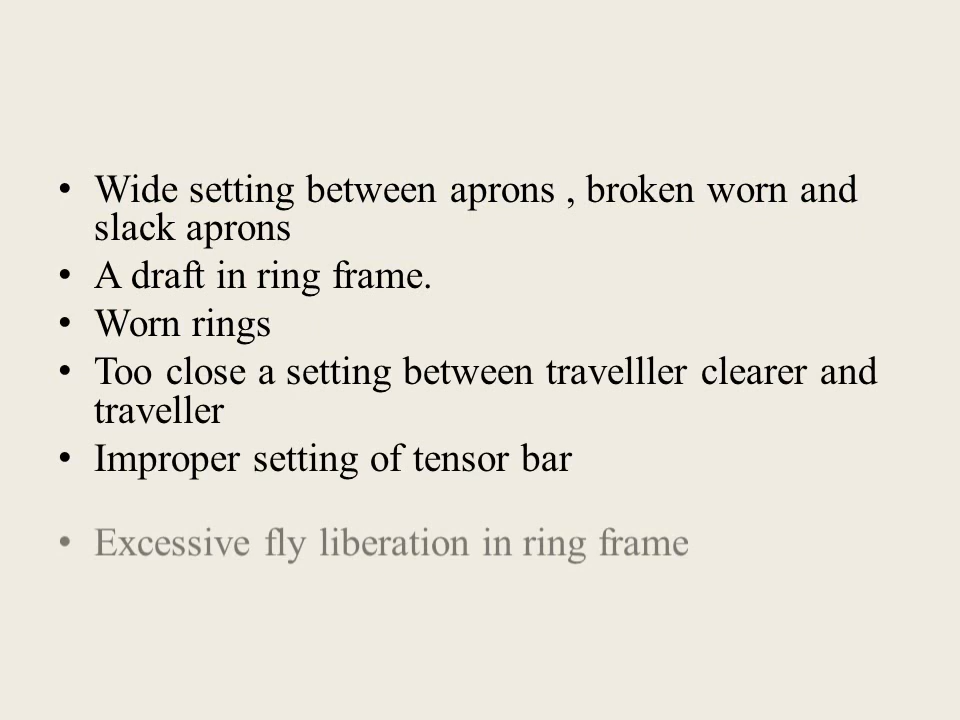 • Wide setting between aprons , broken worn and
slack aprons
• A draft in ring frame.
• Worn rings
• Too close a setting between travelller clearer and
traveller
• Improper setting of tensor bar
• Excessive fly liberation in ring frame